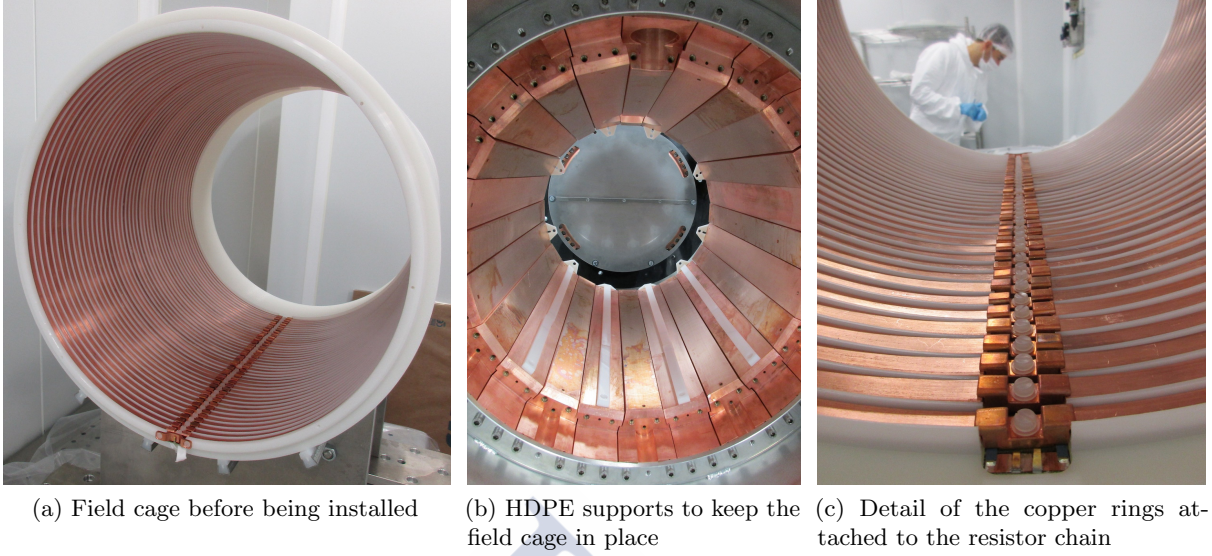 (a) Field cage before being installed
(b) HDPE supports to keep the
field cage in place
(c) Detail of the copper rings at-
tached to the resistor chain